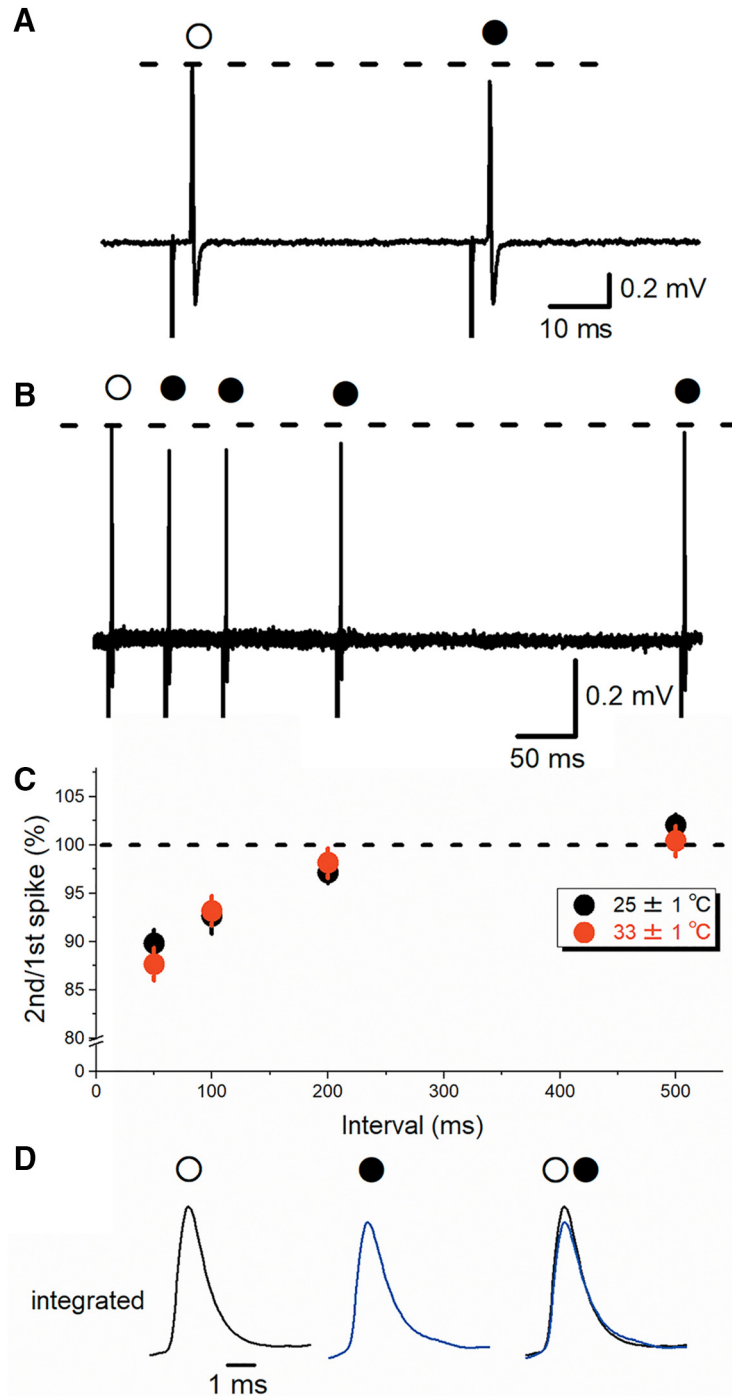 A
0.2 mV
10 ms
B
0.2 mV
50 ms
C
105
100
95
90
85
80
0
2nd/1st spike (%)
25 ± 1 °C
33 ± 1 °C
0 100 200 300 400 500
Interval (ms)
D
integrated
1 ms